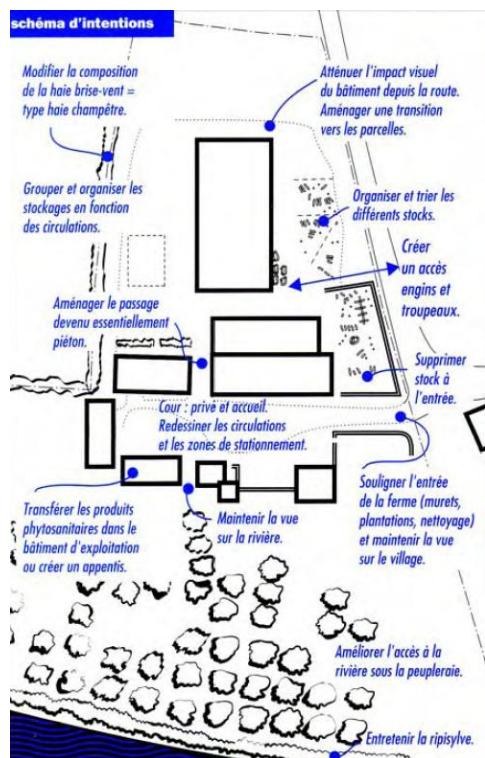 schéma d'intentions
Modifier la composition
de la haie brise-vent =
type haie champêtre.
Atténuer l'impact visuel
du bâtiment depuis la route.
Aménager une transition
vers les parcelles.
Grouper et organiser les
stockages en fonction
des circulations.
Organiser et trier les
différents stocks.
Créer
un accès
engins et
troupeaux.
Aménager le passage
devenu essentiellement
piéton.
Supprimer
stock à
l'entrée.
Cour : privé et accueil.
Redessiner les circulations
et les zones de stationnement.
Transférer les produits
phytosanitaires dans le
bâtiment d'exploitation
ou créer un appentis.
Maintenir la vue
sur la rivière.
Souligner l'entrée
de la ferme (murets,
plantations, nettoyage)
et maintenir la vue
sur le village.
Améliorer l'accès à la
rivière sous la peupleraie.
Entretenir la ripisylve.